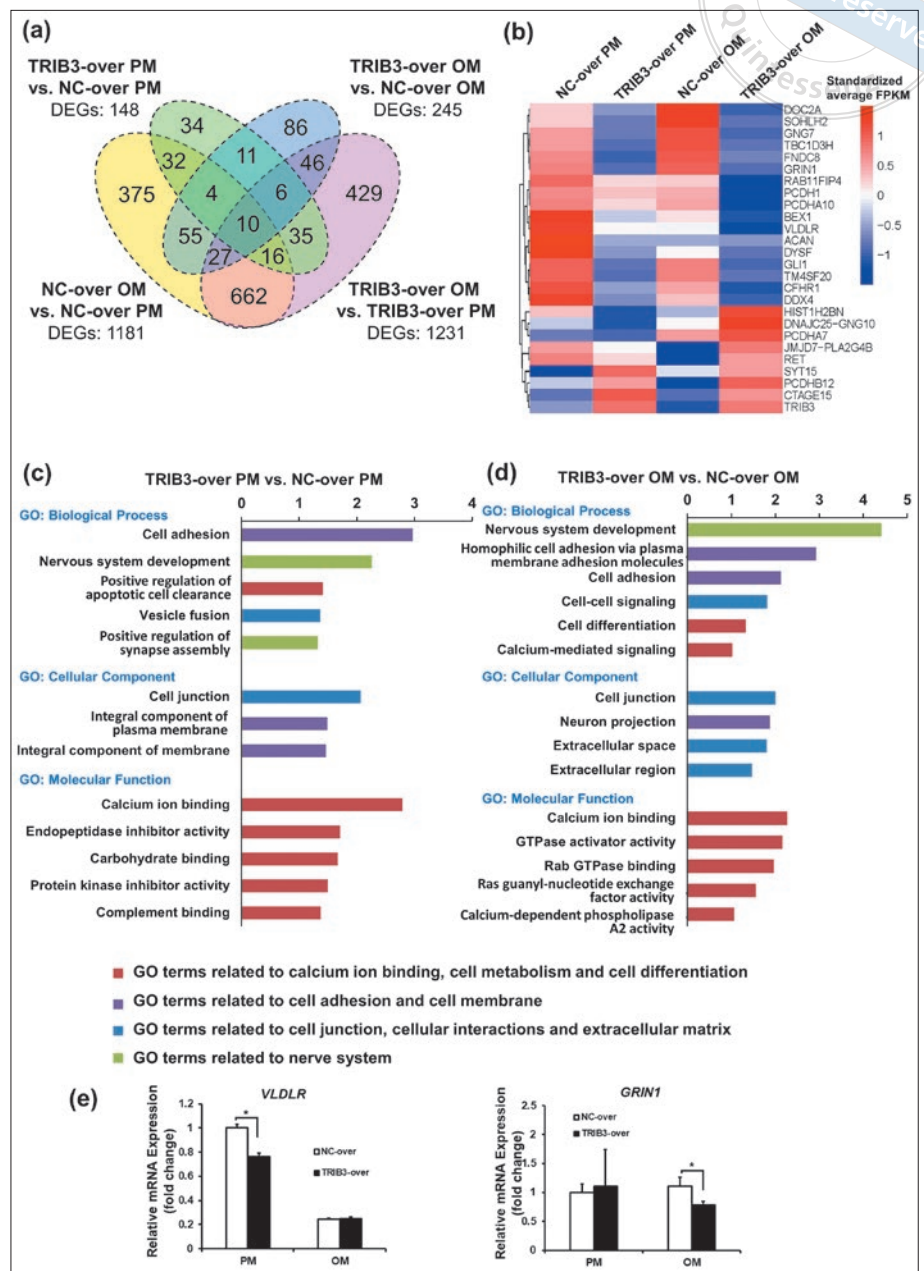 (a)
TRIB3-over PM
vs. NC-over PM
DEGs: 148
TRIB3-over OM
vs. NC-over OM
DEGs: 245
34
86
32
11
46
375
4
6
429
10
55
35
27
16
662
NC-over OM
vs. NC-over PM
DEGs: 1181
TRIB3-over OM
vs. TRIB3-over PM
DEGs: 1231
(b)
NC-over PM
TRIB3-over PM
NC-over OM
TRIB3-over OM
Standardized
average FPKM
1
0.5
0
−0.5
−1
DOC2A
SOHLH2
GNG7
TBC1D3H
FNDC8
GRIN1
RAB11FIP4
PCDH1
PCDHA10
BEX1
VLDLR
ACAN
DYSF
GLI1
TM4SF20
CFHR1
DDX4
HIST1H2BN
DNAJC25−GNG10
PCDHA7
JMJD7−PLA2G4B
RET
SYT15
PCDHB12
CTAGE15
TRIB3
(c)
TRIB3-over PM vs. NC-over PM
0 1 2 3 4
GO: Biological Process
Cell adhesion
Nervous system development
Positive regulation of
apoptotic cell clearance
Vesicle fusion
Positive regulation of
synapse assembly
GO: Cellular Component
Cell junction
Integral component of
plasma membrane
Integral component of membrane
GO: Molecular Function
Calcium ion binding
Endopeptidase inhibitor activity
Carbohydrate binding
Protein kinase inhibitor activity
Complement binding
(d)
TRIB3-over OM vs. NC-over OM
0 1 2 3 4 5
GO: Biological Process
Nervous system development
Homophilic cell adhesion via plasma
membrane adhesion molecules
Cell adhesion
Cell-cell signaling
Cell differentiation
Calcium-mediated signaling
GO: Cellular Component
Cell junction
Neuron projection
Extracellular space
Extracellular region
GO: Molecular Function
Calcium ion binding
GTPase activator activity
Rab GTPase binding
Ras guanyl-nucleotide exchange
factor activity
Calcium-dependent phospholipase
A2 activity
GO terms related to calcium ion binding, cell metabolism and cell differentiation
GO terms related to cell adhesion and cell membrane
GO terms related to cell junction, cellular interactions and extracellular matrix
GO terms related to nerve system
(e)
VLDLR
Relative mRNA Expression
(fold change)
1.2
1
0.8
0.6
0.4
0.2
0
*
NC-over
TRIB3-over
PM
OM
GRIN1
Relative mRNA Expression
(fold change)
2.5
2
1.5
1
0.5
0
NC-over
TRIB3-over
*
PM
OM